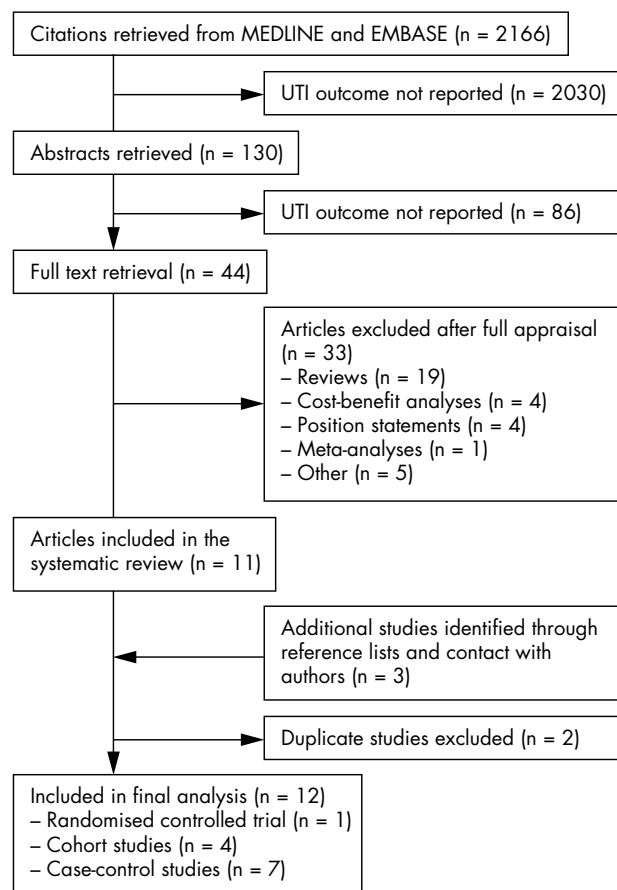 Citations retrieved from MEDLINE and EMBASE (n = 2166)
UTI outcome not reported (n = 2030)
Abstracts retrieved (n = 130)
UTI outcome not reported (n = 86)
Full text retrieval (n = 44)
Articles excluded after full appraisal
(n = 33)
– Reviews (n = 19)
– Cost-benefit analyses (n = 4)
– Position statements (n = 4)
– Meta-analyses (n = 1)
– Other (n = 5)
Articles included in the
systematic review (n = 11)
Additional studies identified through
reference lists and contact with
authors (n = 3)
Duplicate studies excluded (n = 2)
Included in final analysis (n = 12)
– Randomised controlled trial (n = 1)
– Cohort studies (n = 4)
– Case-control studies (n = 7)